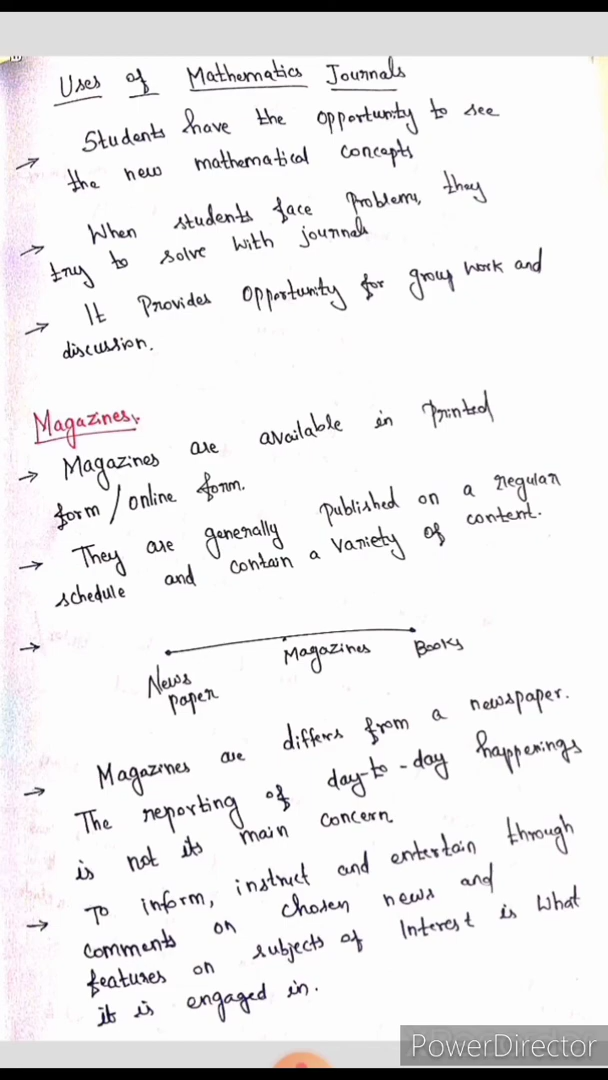 Uses of Mathematics Journals
→ Students have the opportunity to see
the new mathematical concepts
→ When students face problems, they
try to solve with journals
→ It Provides opportunity for group work and
discussion.
Magazines:
→ Magazines are available in printed
form / online form.
→ They are generally published on a regular
schedule and contain a variety of content.
→
News paper Magazines Books
→ Magazines are differs from a newspaper.
The reporting of day-to-day happenings
is not its main concern
→ To inform, instruct and entertain through
comments on chosen news and
features on subjects of Interest is what
it is engaged in.
PowerDirector